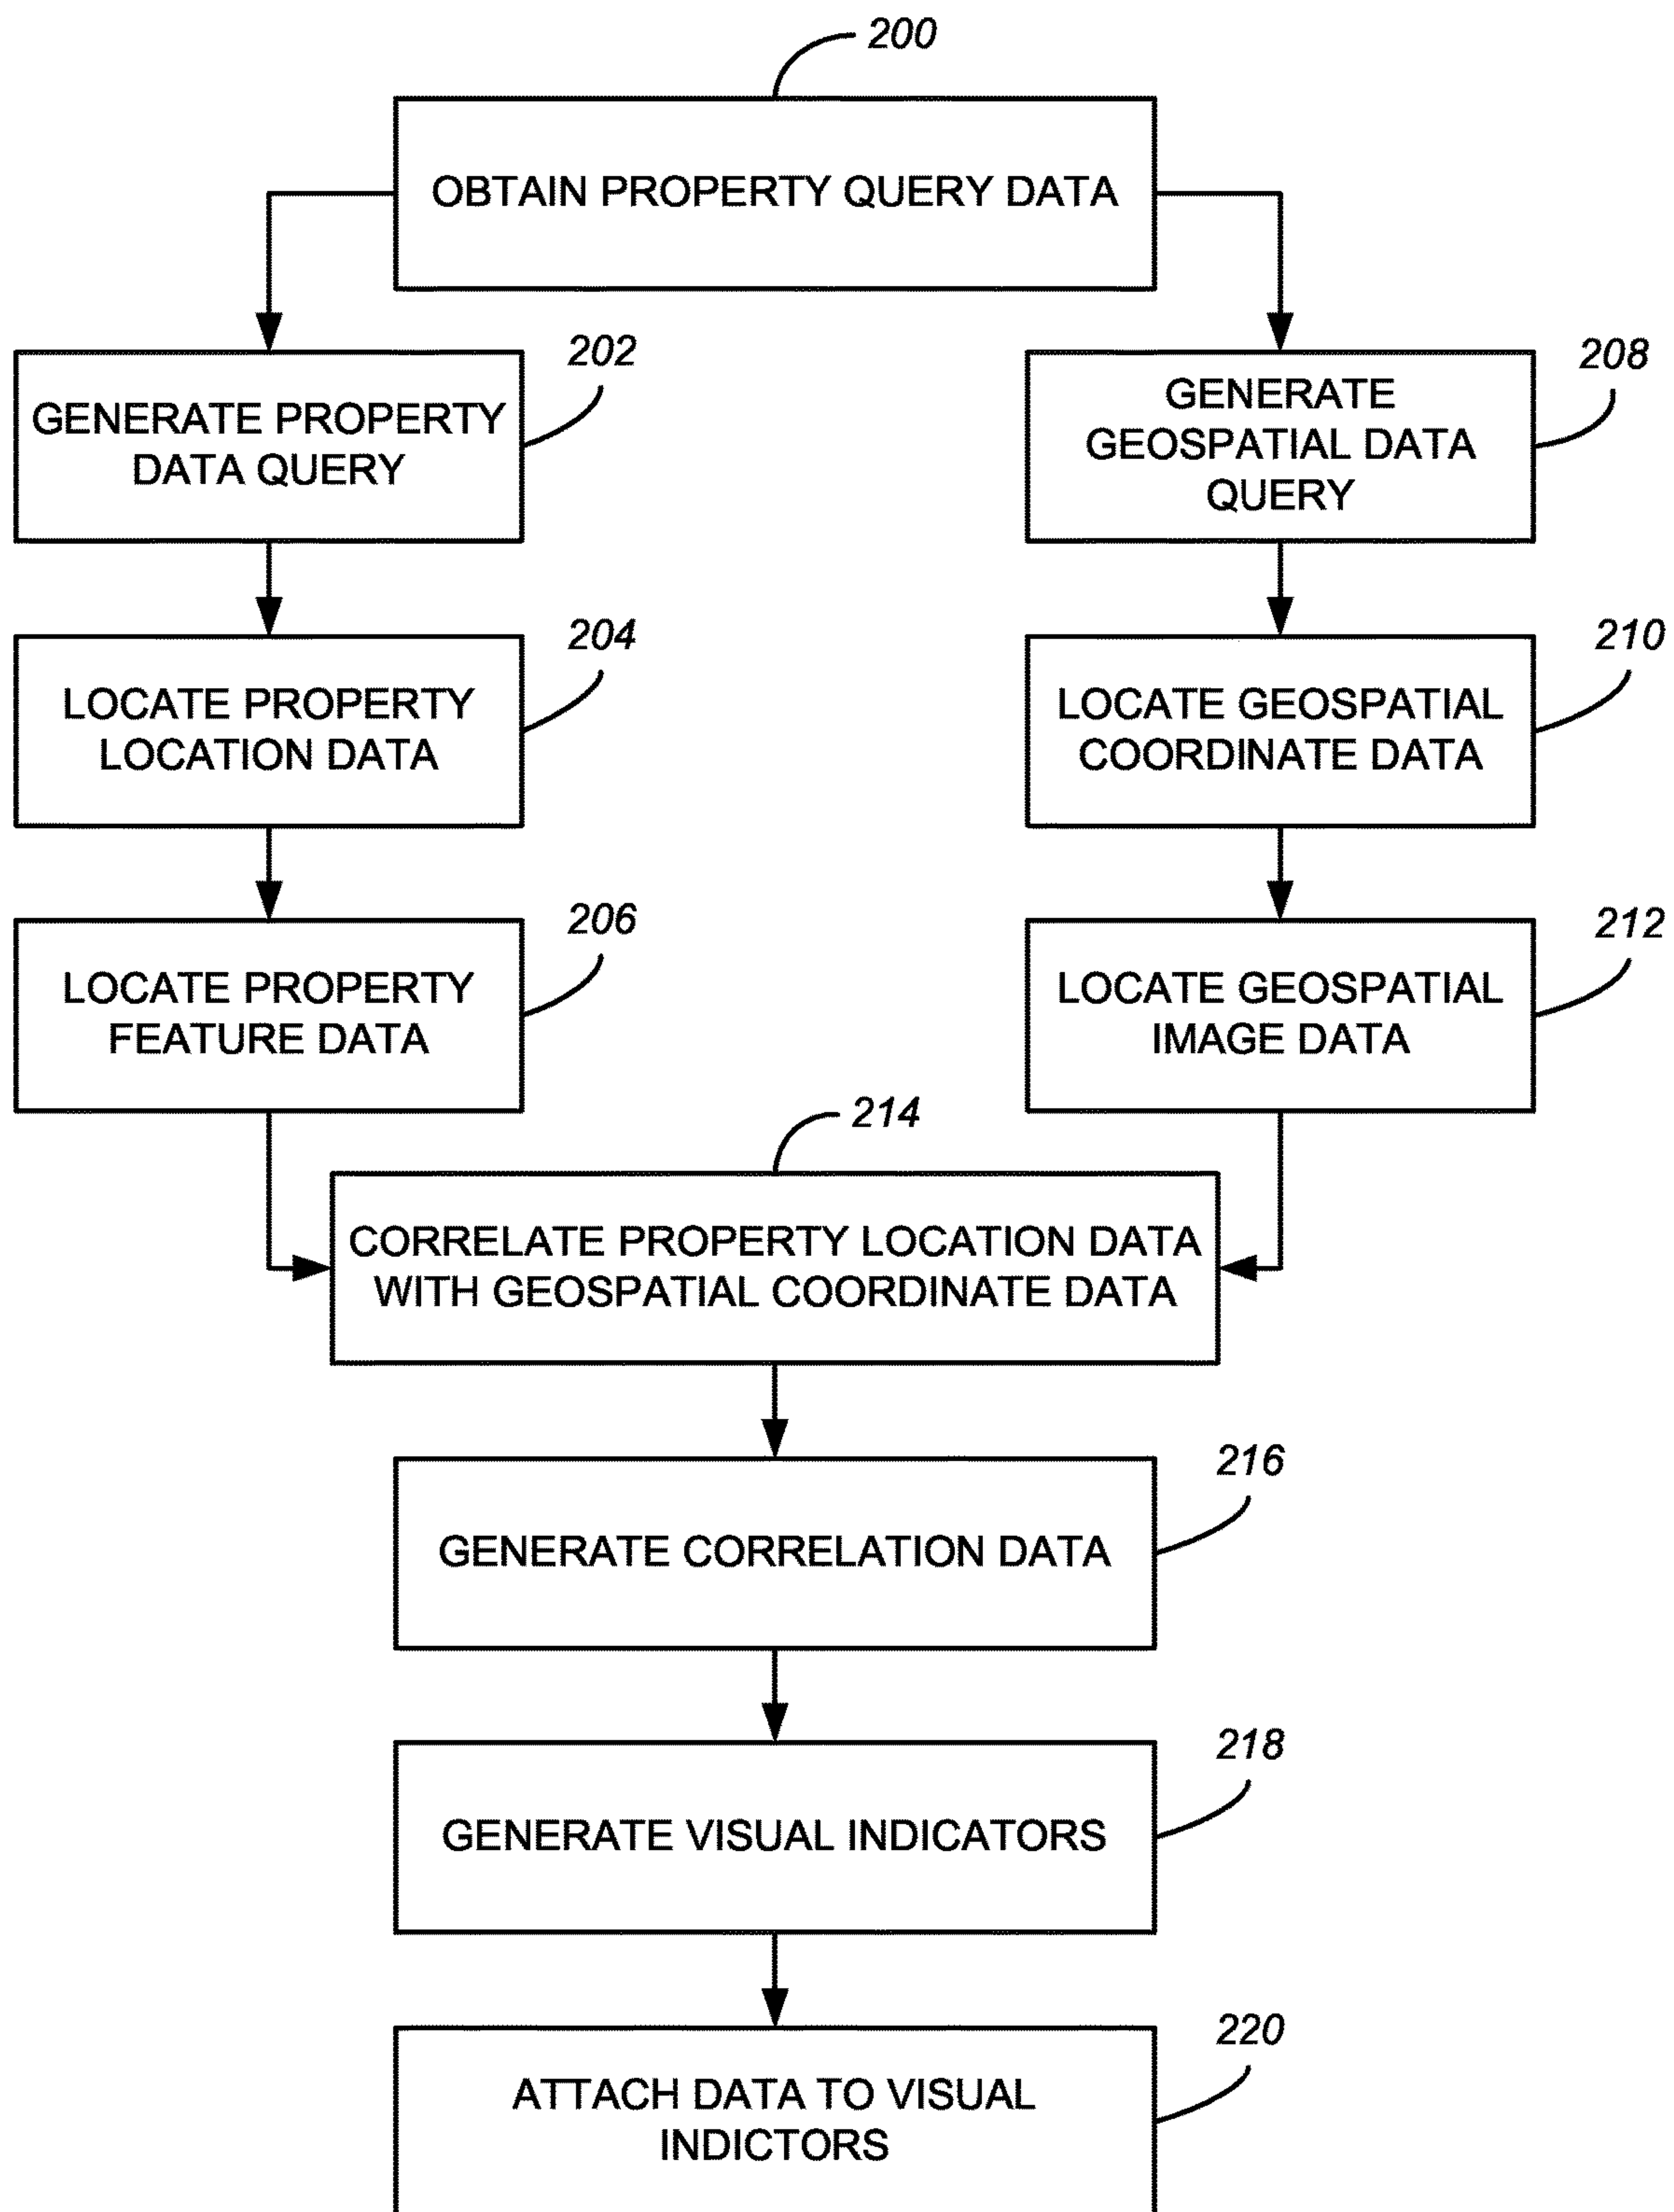 200
OBTAIN PROPERTY QUERY DATA
202
GENERATE PROPERTY
DATA QUERY
208
GENERATE
GEOSPATIAL DATA
QUERY
204
LOCATE PROPERTY
LOCATION DATA
210
LOCATE GEOSPATIAL
COORDINATE DATA
206
LOCATE PROPERTY
FEATURE DATA
212
LOCATE GEOSPATIAL
IMAGE DATA
214
CORRELATE PROPERTY LOCATION DATA
WITH GEOSPATIAL COORDINATE DATA
216
GENERATE CORRELATION DATA
218
GENERATE VISUAL INDICATORS
220
ATTACH DATA TO VISUAL
INDICTORS